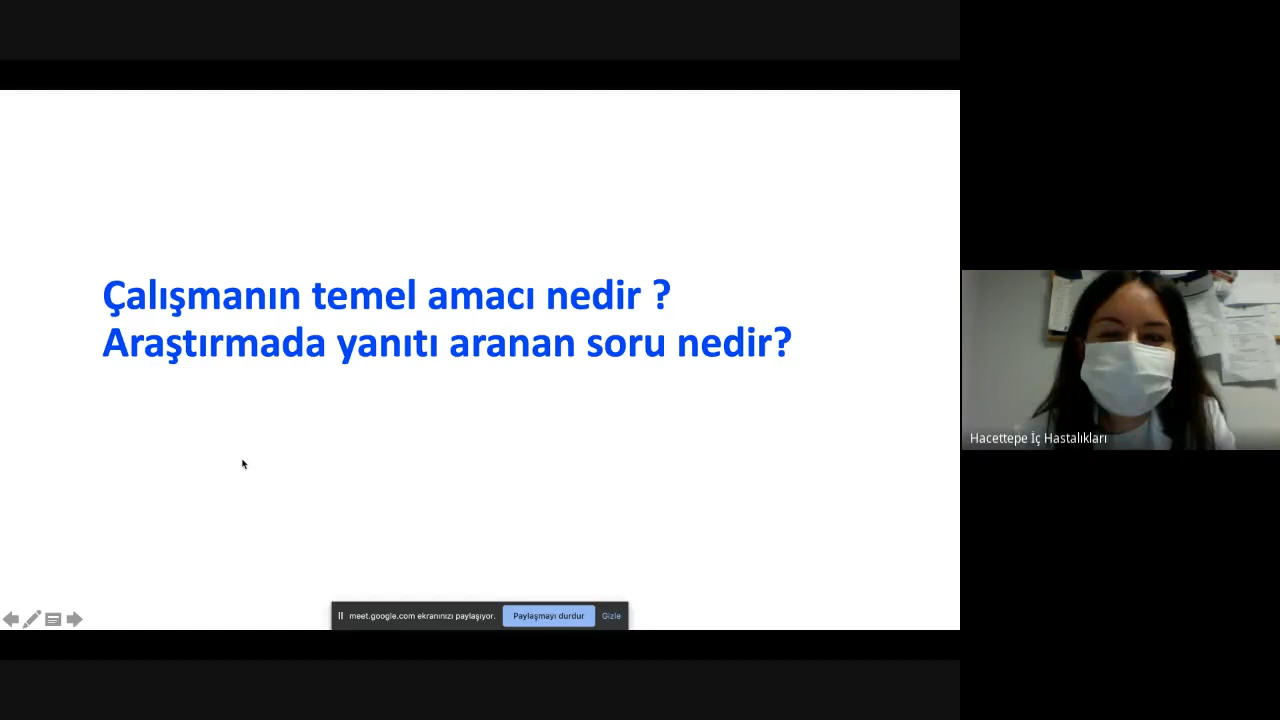 Çalışmanın temel amacı nedir ?
Araştırmada yanıtı aranan soru nedir?
Hacettepe İç Hastalıkları
meet.google.com ekranınızı paylaşıyor.
Paylaşmayı durdur
Gizle